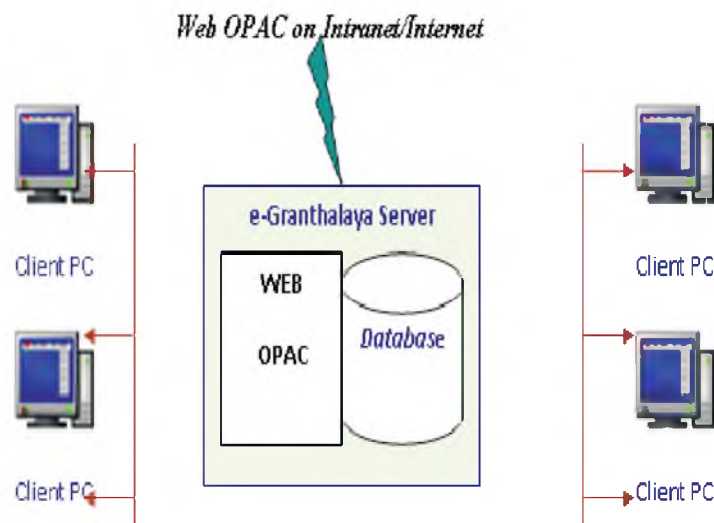 Web OPAC on Intranet/Internet
e-Granthalaya Server
WEB
OPAC
Database
Client PC
Client PC
Client PC
Client PC